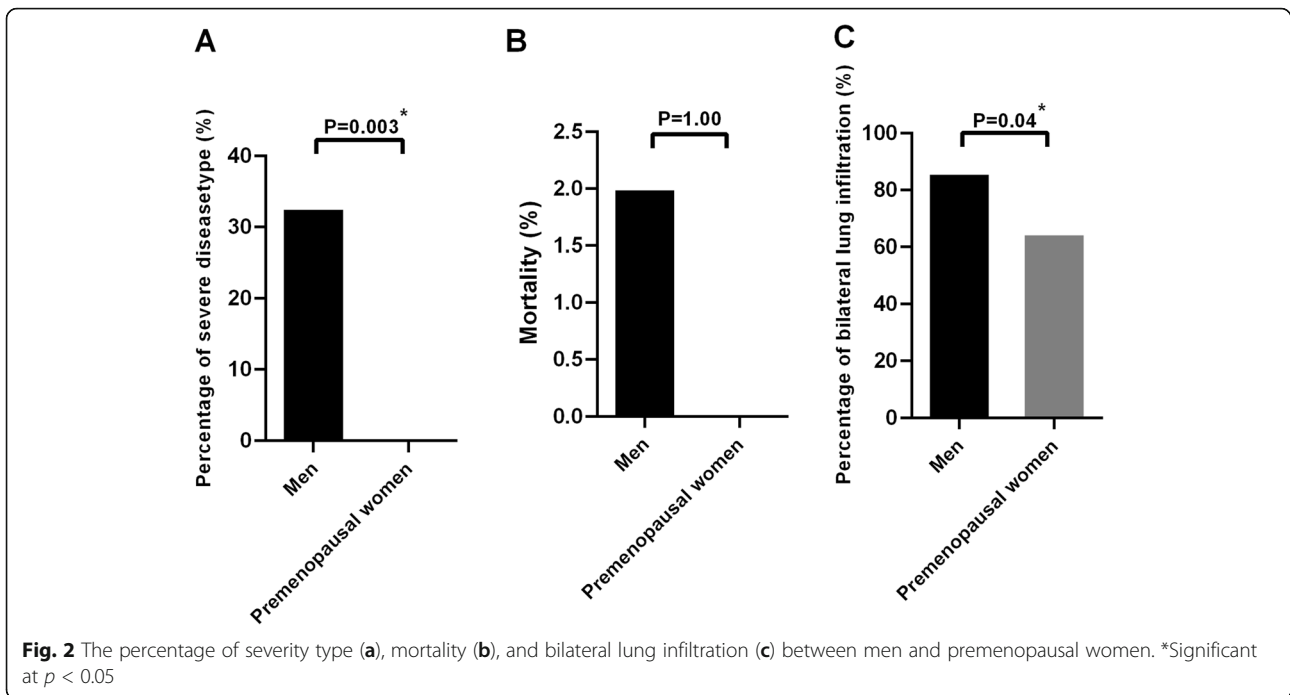 A
Percentage of severe diseasetype (%)
P=0.003*
40
30
20
10
0
Men
Premenopausal women
B
Mortality (%)
P=1.00
2.5
2.0
1.5
1.0
0.5
0.0
Men
Premenopausal women
C
Percentage of bilateral lung infiltration (%)
P=0.04*
100
80
60
40
20
0
Men
Premenopausal women
Fig. 2 The percentage of severity type (a), mortality (b), and bilateral lung infiltration (c) between men and premenopausal women. *Significant
at p < 0.05